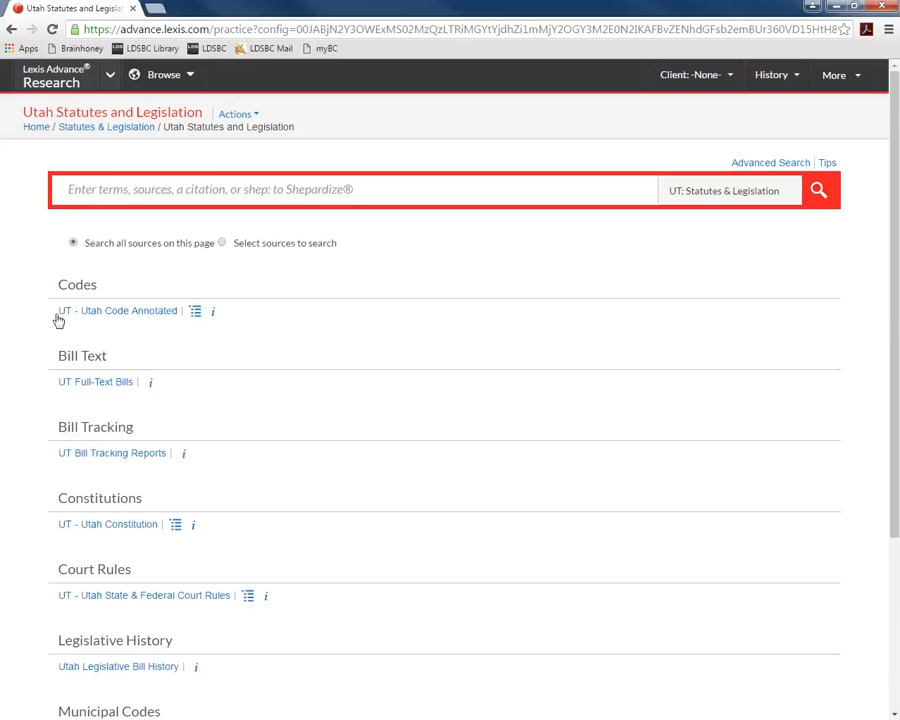 Utah Statutes and Legislat
https://advance.lexis.com/practice?config=00JABjN2Y3OWExMS02MzQzLTRiMGYtYjdhZi1mMjY2OGY3M2E0N2IKAFBvZENhdGFsb2emBUr360VD15HtH8
Apps Brainhoney LDSBC Library LDSBC LDSBC Mail myBC
Lexis Advance®
Research Browse Client: -None- History More
Utah Statutes and Legislation Actions
Home / Statutes & Legislation / Utah Statutes and Legislation
Advanced Search Tips
Enter terms, sources, a citation, or shep: to Shepardize® UT: Statutes & Legislation
Search all sources on this page Select sources to search
Codes
UT - Utah Code Annotated i
Bill Text
UT Full-Text Bills i
Bill Tracking
UT Bill Tracking Reports i
Constitutions
UT - Utah Constitution i
Court Rules
UT - Utah State & Federal Court Rules i
Legislative History
Utah Legislative Bill History i
Municipal Codes